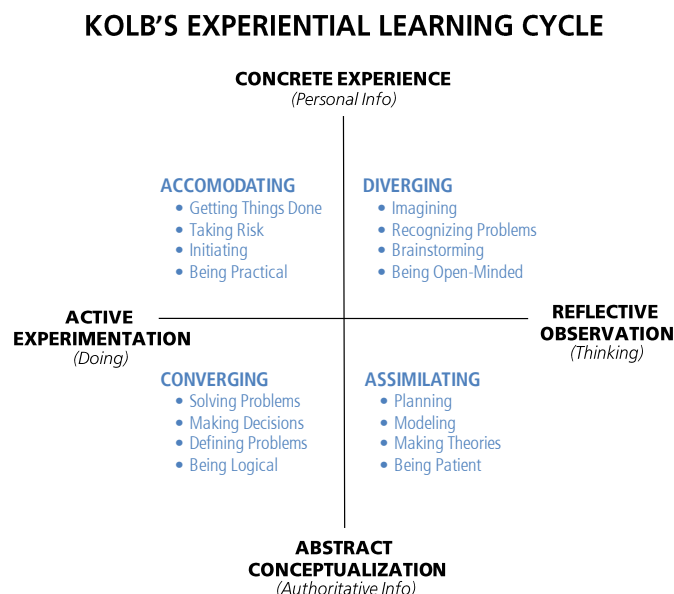 KOLB'S EXPERIENTIAL LEARNING CYCLE
CONCRETE EXPERIENCE
(Personal Info)
ACCOMODATING
• Getting Things Done
• Taking Risk
• Initiating
• Being Practical
DIVERGING
• Imagining
• Recognizing Problems
• Brainstorming
• Being Open-Minded
ACTIVE
EXPERIMENTATION
(Doing)
REFLECTIVE
OBSERVATION
(Thinking)
CONVERGING
• Solving Problems
• Making Decisions
• Defining Problems
• Being Logical
ASSIMILATING
• Planning
• Modeling
• Making Theories
• Being Patient
ABSTRACT
CONCEPTUALIZATION
(Authoritative Info)